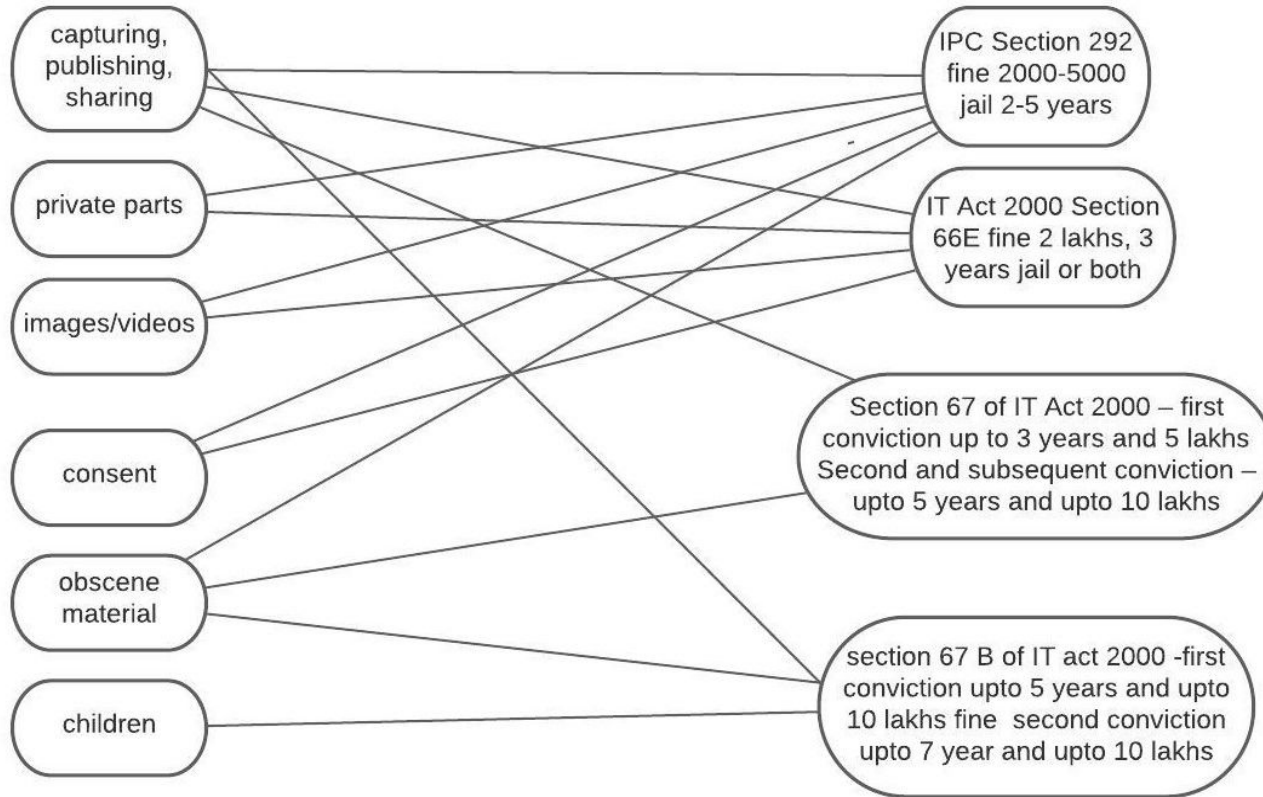 capturing,
publishing,
sharing
private parts
images/videos
consent
obscene
material
children
IPC Section 292
fine 2000-5000
jail 2-5 years
IT Act 2000 Section
66E fine 2 lakhs, 3
years jail or both
Section 67 of IT Act 2000 – first
conviction up to 3 years and 5 lakhs
Second and subsequent conviction –
upto 5 years and upto 10 lakhs
section 67 B of IT act 2000 -first
conviction upto 5 years and upto
10 lakhs fine  second conviction
upto 7 year and upto 10 lakhs